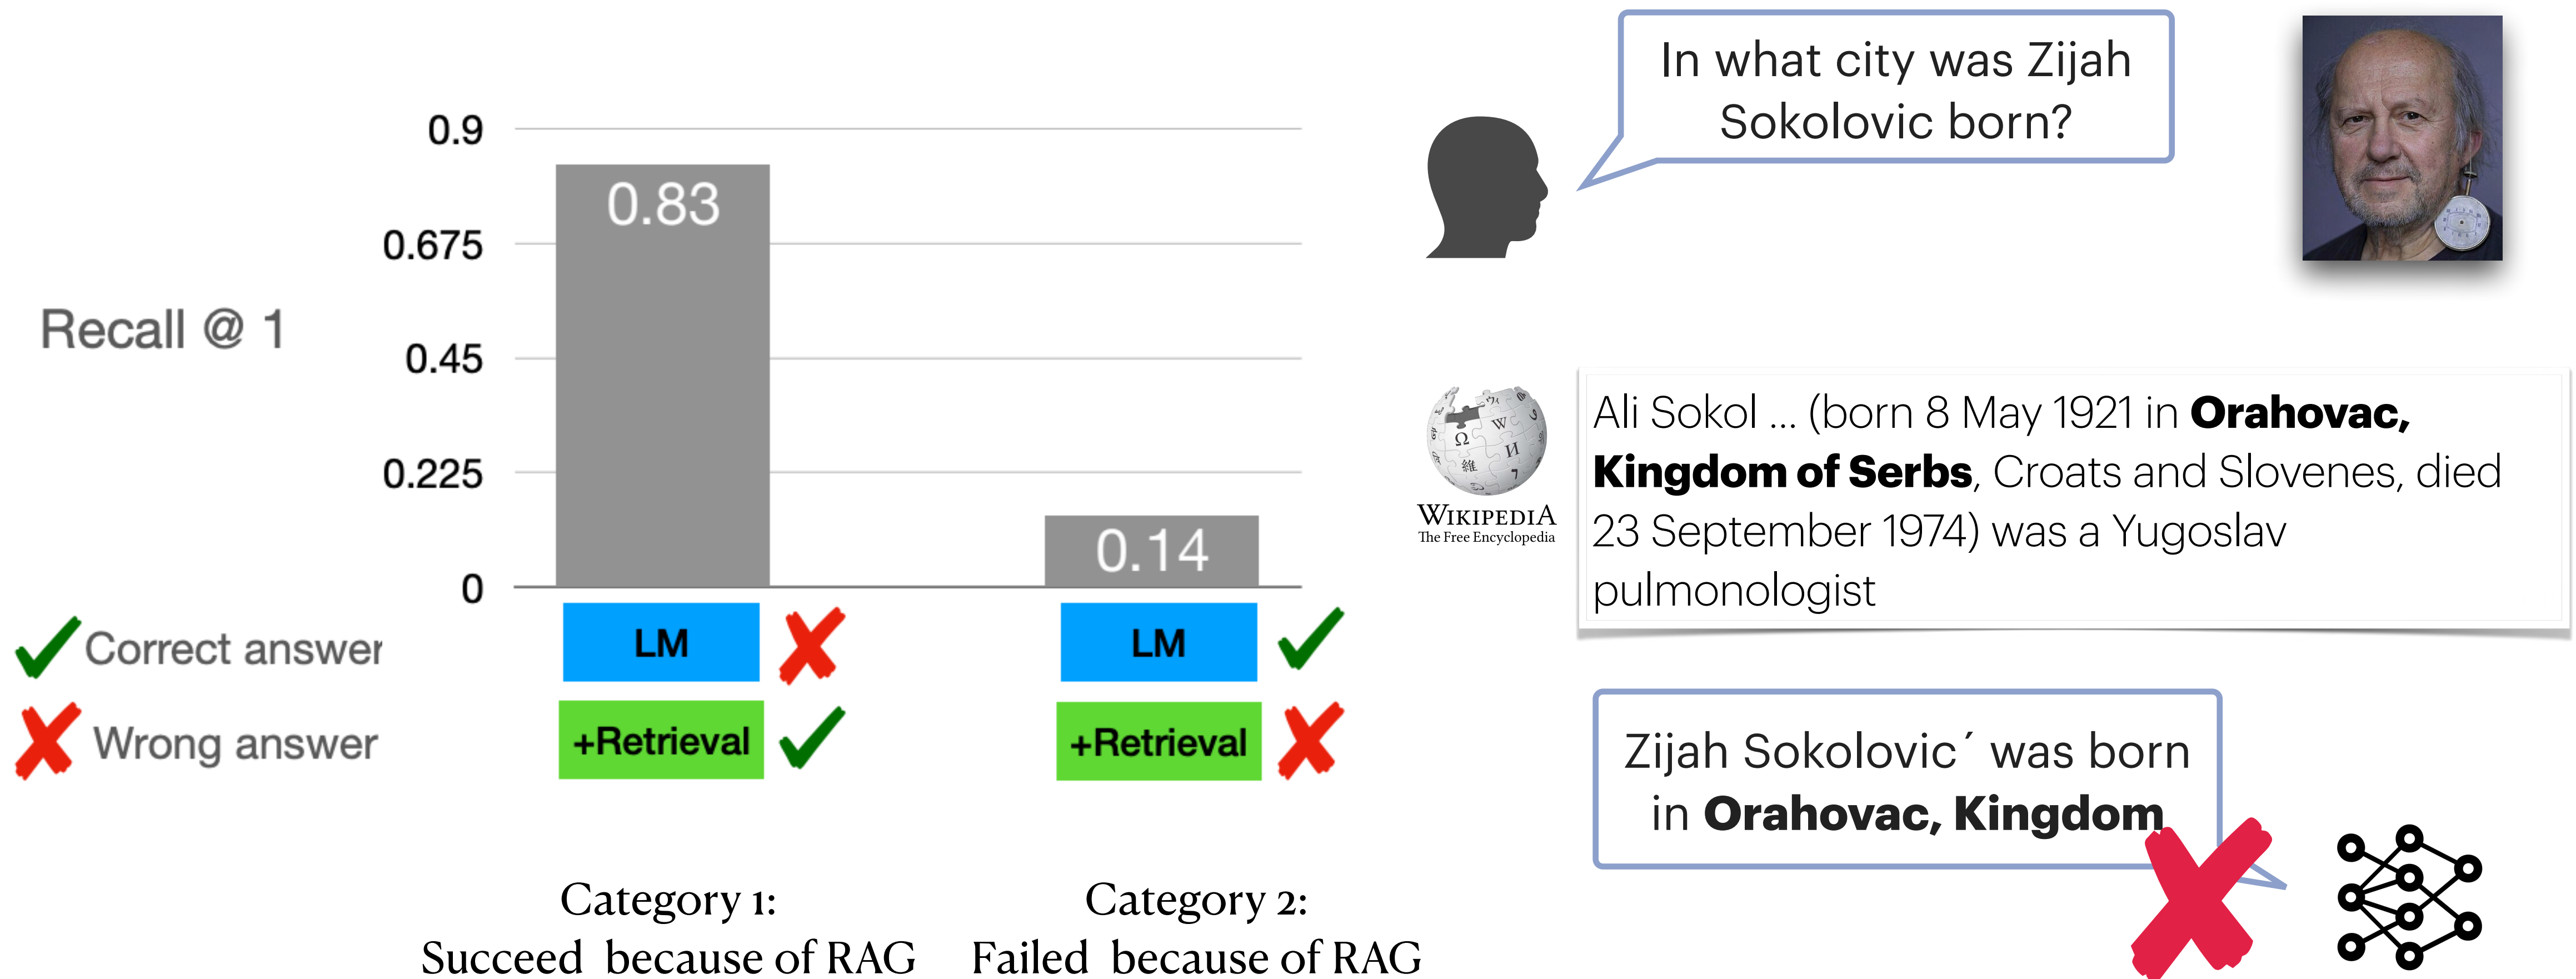 In what city was Zijah
Sokolovic born?
0.9
0.83
0.675
Recall @ 1
0.45
0.225
0.14
0
LM
LM
Correct answer
+Retrieval
+Retrieval
Wrong answer
Category 1:
Succeed because of RAG
Category 2:
Failed because of RAG
WIKIPEDIA
The Free Encyclopedia
Ali Sokol ... (born 8 May 1921 in Orahovac,
Kingdom of Serbs, Croats and Slovenes, died
23 September 1974) was a Yugoslav
pulmonologist
Zijah Sokolovic´ was born
in Orahovac, Kingdom